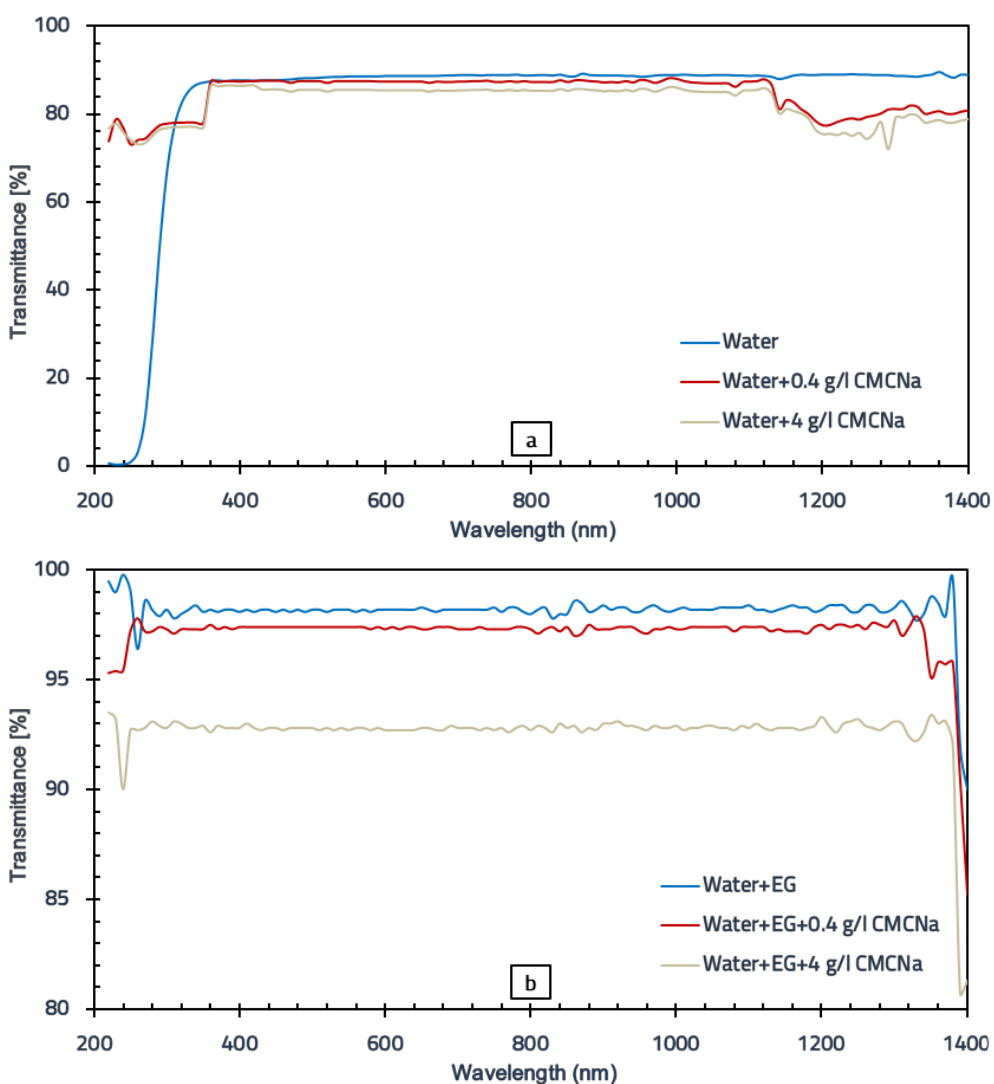 100
80
60
40
20
0
Transmittance [%]
Water
Water+0.4 g/l CMCNa
Water+4 g/l CMCNa
a
200 400 600 800 1000 1200 1400
Wavelength (nm)
100
95
90
85
80
Transmittance [%]
Water+EG
Water+EG+0.4 g/l CMCNa
Water+EG+4 g/l CMCNa
b
200 400 600 800 1000 1200 1400
Wavelength (nm)